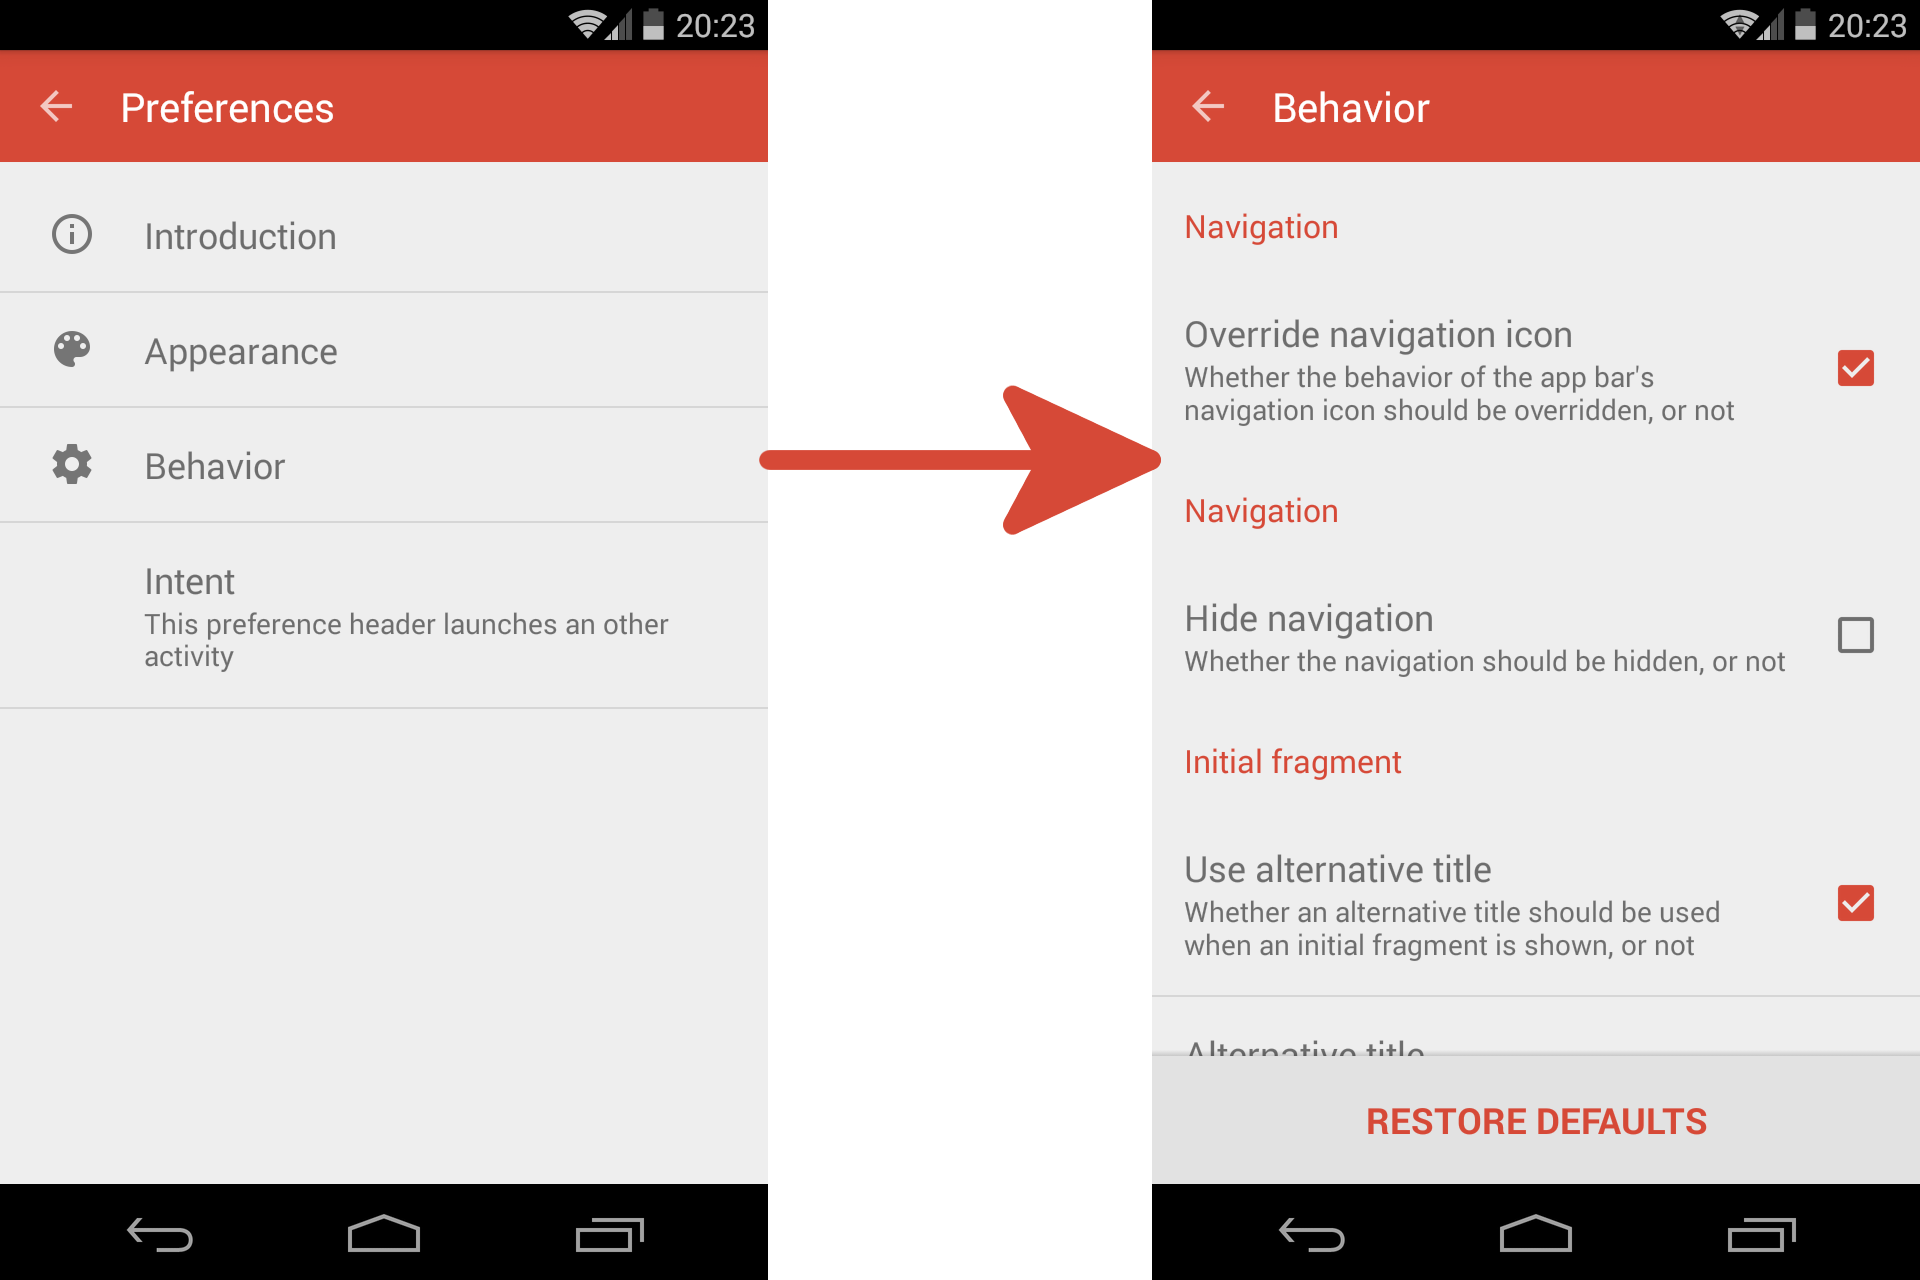 20:23
Preferences
Introduction
Appearance
Behavior
Intent
This preference header launches an other
activity
20:23
Behavior
Navigation
Override navigation icon
Whether the behavior of the app bar's
navigation icon should be overridden, or not
Navigation
Hide navigation
Whether the navigation should be hidden, or not
Initial fragment
Use alternative title
Whether an alternative title should be used
when an initial fragment is shown, or not
Alternative title
RESTORE DEFAULTS